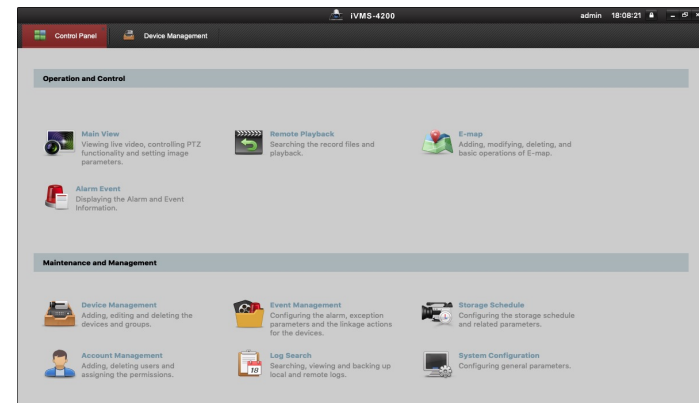 iVMS-4200
admin 18:08:21
Control Panel
Device Management
Operation and Control
Main View
Viewing live video, controlling PTZ
functionality and setting image
parameters.
Remote Playback
Searching the record files and
playback.
E-map
Adding, modifying, deleting, and
basic operations of E-map.
Alarm Event
Displaying the Alarm and Event
Information.
Maintenance and Management
Device Management
Adding, editing and deleting the
devices and groups.
Event Management
Configuring the alarm, exception
parameters and the linkage actions
for the devices.
Storage Schedule
Configuring the storage schedule
and related parameters.
Account Management
Adding, deleting users and
assigning the permissions.
18
Log Search
Searching, viewing and backing up
local and remote logs.
System Configuration
Configuring general parameters.